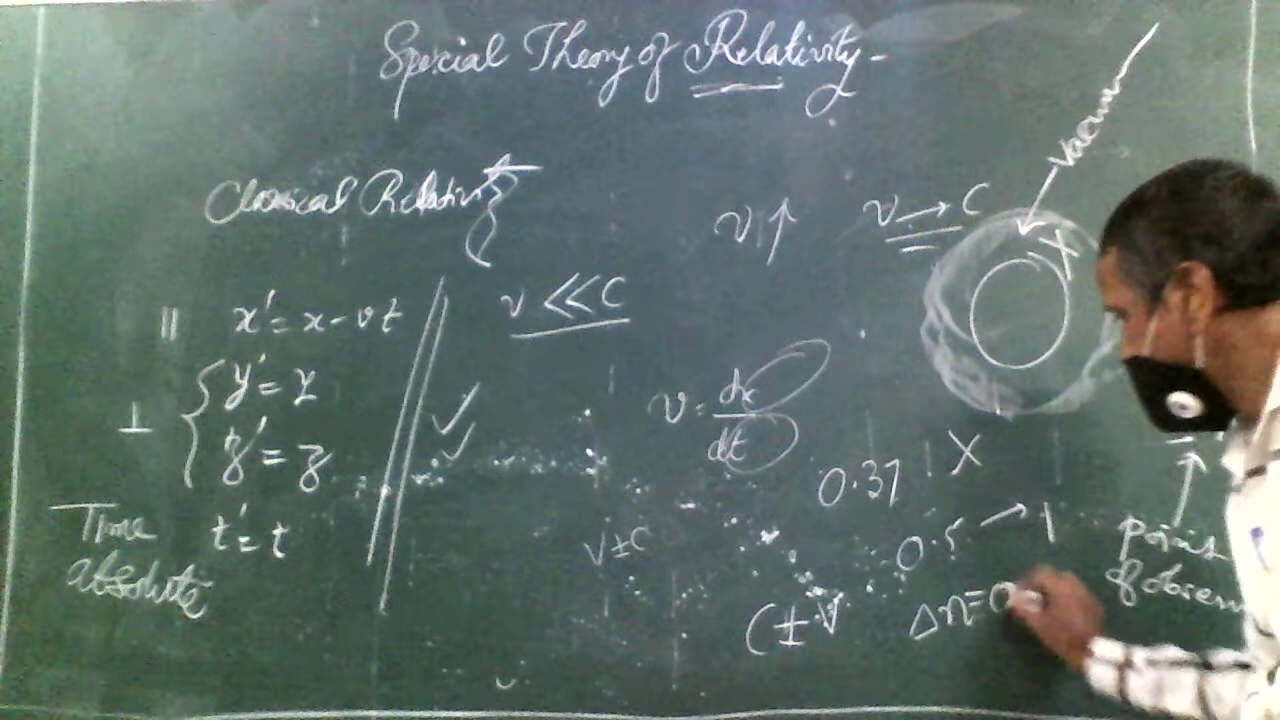 Special Theory of Relativity -
Classical Relativity
|| x' = x - vt
⊥ { y' = y
z' = z
Time absolute t' = t
v << C
v ↑
v → C
Vacuum
X
v = dx/dt
0.37 X
0.5 → 1
V ± C
C ± V
Δn = 0
Point
of obser